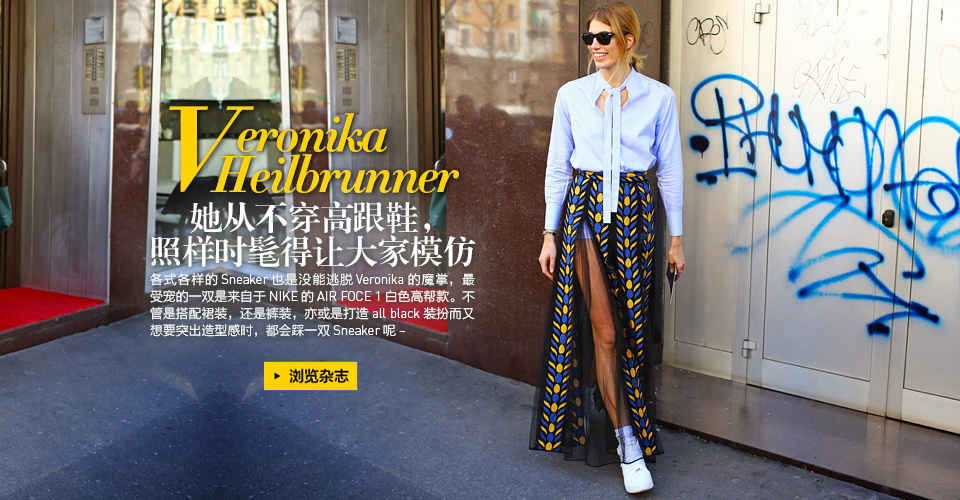 Veronika
Heilbrunner
她从不穿高跟鞋，
照样时髦得让大家模仿
各式各样的 Sneaker 也是没能逃脱 Veronika 的魔掌，最
受宠的一双是来自于 NIKE 的 AIR FOCE 1 白色高帮款。不
管是搭配裙装，还是裤装，亦或是打造 all black 装扮而又
想要突出造型感时，都会踩一双 Sneaker 呢 ~
浏览杂志